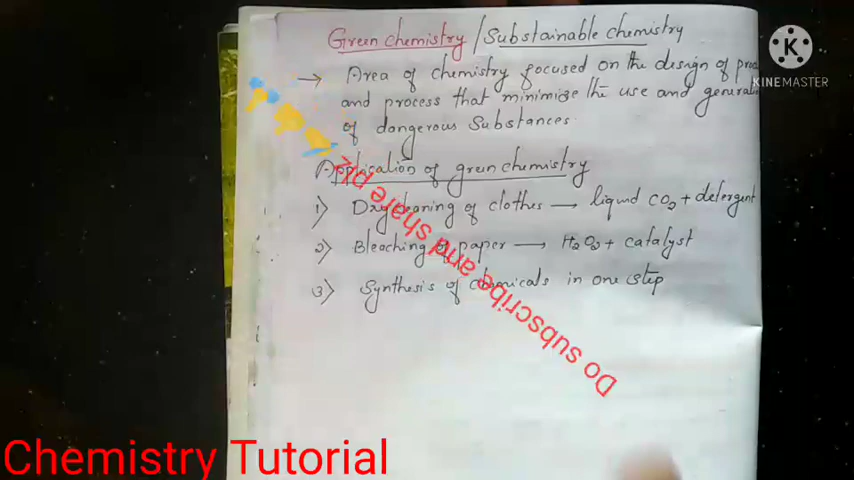 Green chemistry / Substainable chemistry
→ Area of chemistry focused on the design of
and process that minimize the use and
of dangerous Substances.
Application of green chemistry
1) Dry cleaning of clothes → liquid CO2 + detergent
2) Bleaching of paper → H2O2 + catalyst
3) Synthesis of chemicals in one step
Do subscribe and share plz
K
KINEMASTER
Chemistry Tutorial